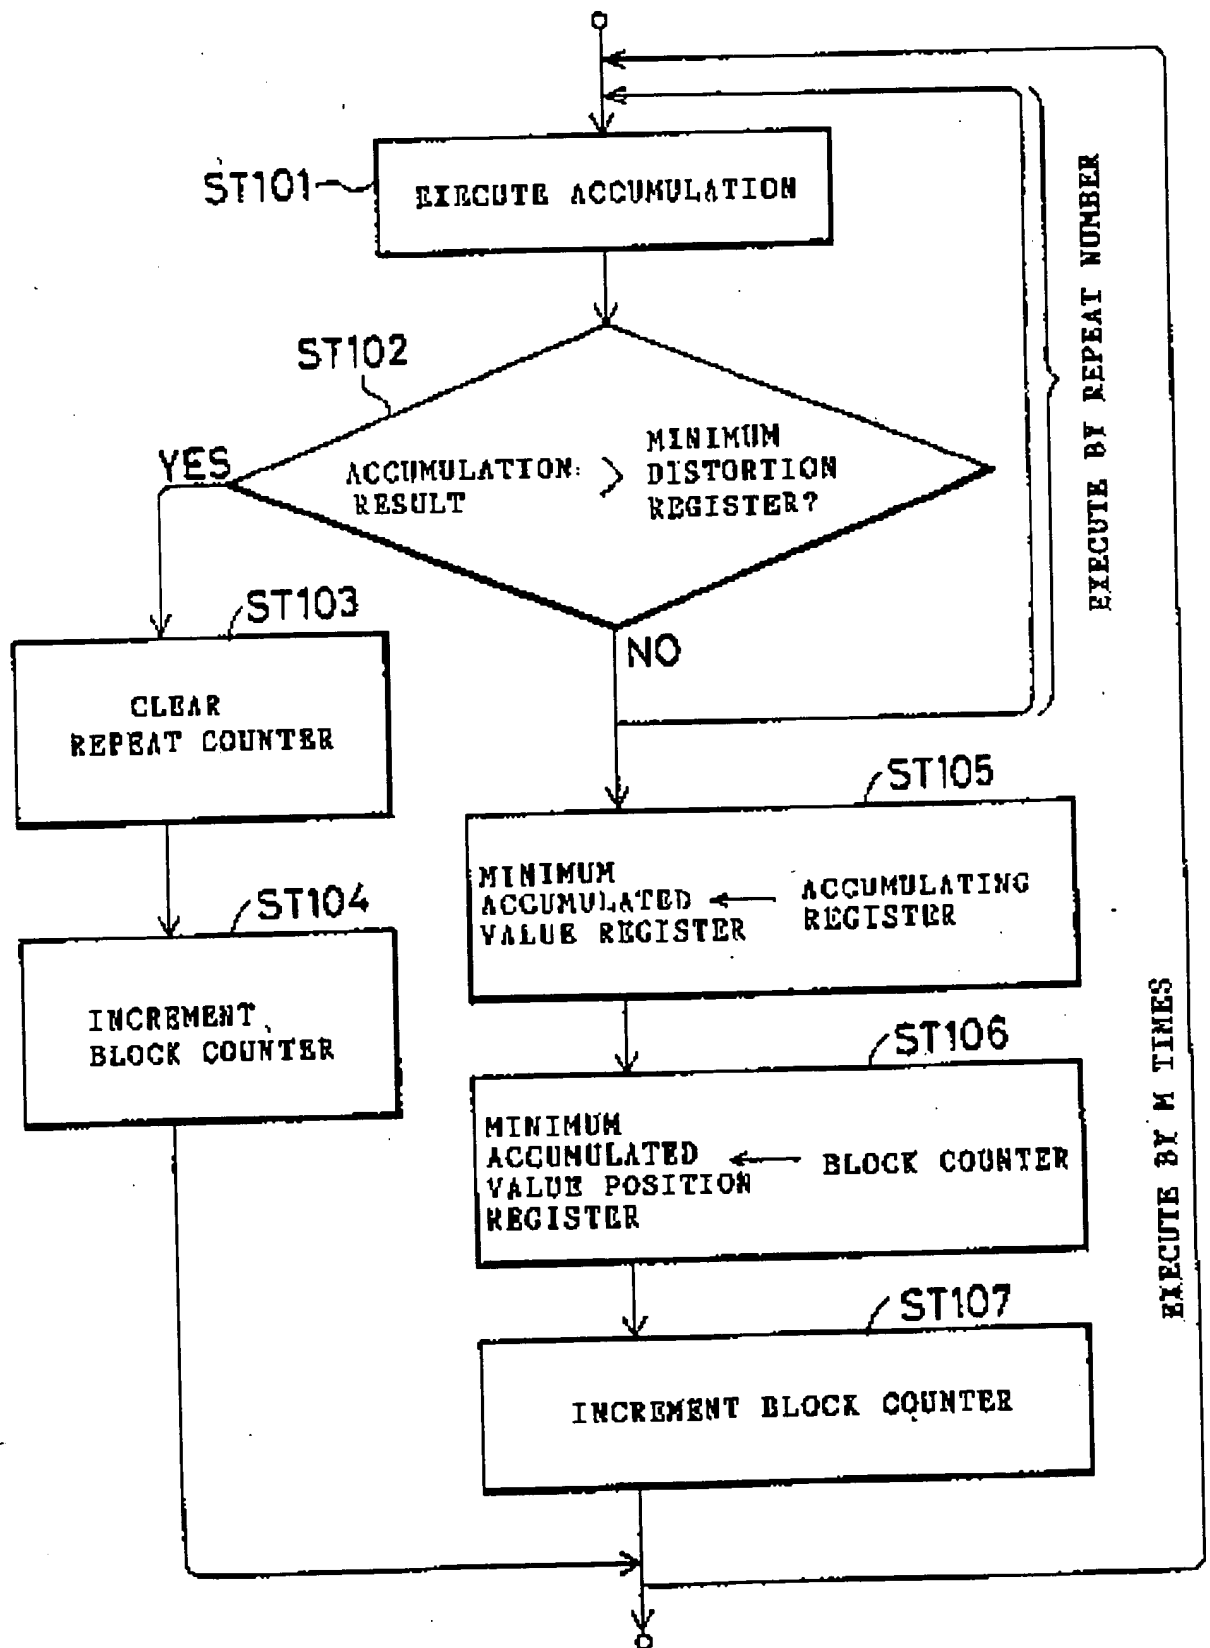 ST101
EXECUTE ACCUMULATION
EXECUTE BY REPEAT NUMBER
ST102
YES
ACCUMULATION
RESULT
>
MINIMUM
DISTORTION
REGISTER?
NO
ST103
CLEAR
REPEAT COUNTER
ST104
INCREMENT
BLOCK COUNTER
ST105
MINIMUM
ACCUMULATED
VALUE REGISTER
←
ACCUMULATING
REGISTER
ST106
MINIMUM
ACCUMULATED
VALUE POSITION
REGISTER
←
BLOCK COUNTER
ST107
INCREMENT BLOCK COUNTER
EXECUTE BY M TIMES